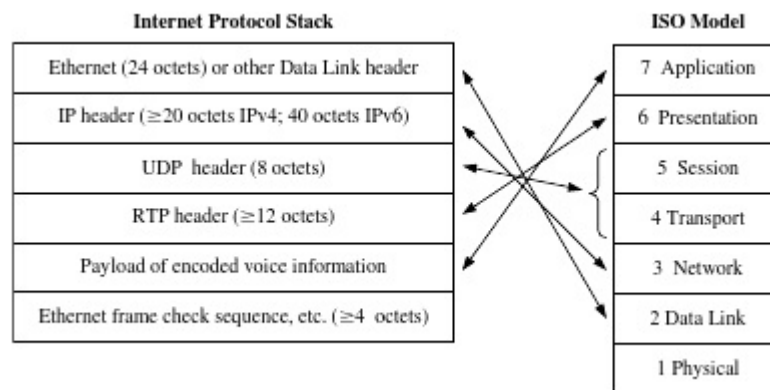 Internet Protocol Stack
Ethernet (24 octets) or other Data Link header
IP header (≥20 octets IPv4; 40 octets IPv6)
UDP header (8 octets)
RTP header (≥12 octets)
Payload of encoded voice information
Ethernet frame check sequence, etc. (≥4 octets)
ISO Model
7 Application
6 Presentation
5 Session
4 Transport
3 Network
2 Data Link
1 Physical